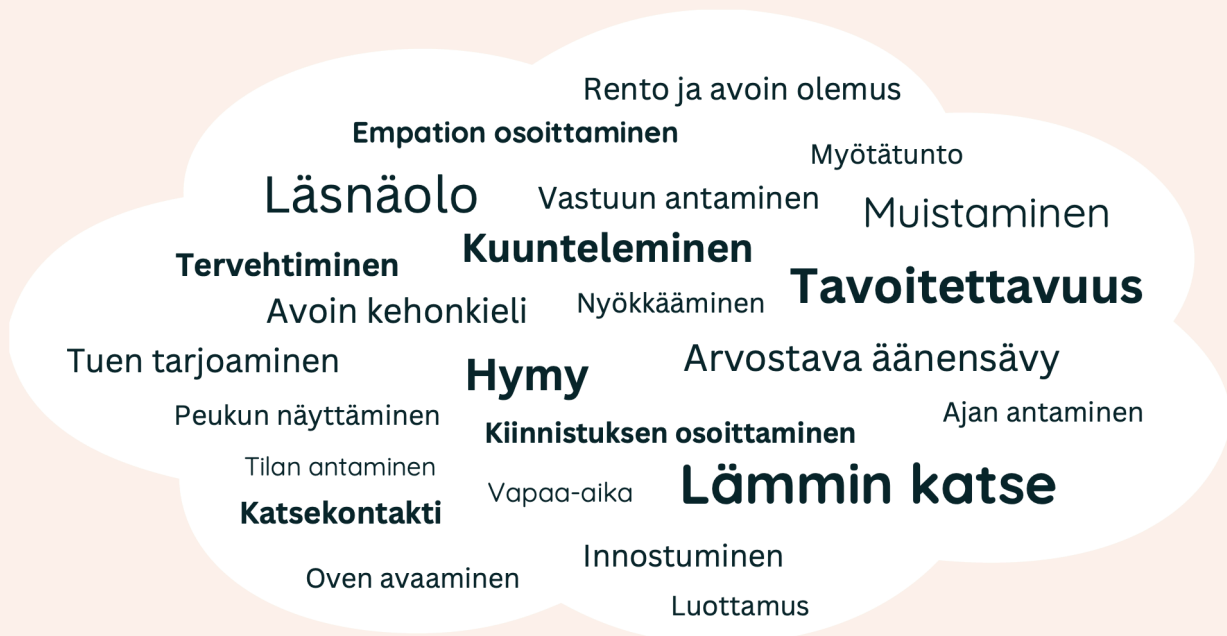 Rento ja avoin olemus
Empation osoittaminen
Myötätunto
Läsnäolo
Vastuun antaminen
Muistaminen
Kuunteleminen
Tervehtiminen
Tavoitettavuus
Avoin kehonkieli
Nyökkääminen
Tuen tarjoaminen
Hymy
Arvostava äänensävy
Peukun näyttäminen
Ajan antaminen
Kiinnistuksen osoittaminen
Tilan antaminen
Vapaa-aika
Lämmin katse
Katsekontakti
Innostuminen
Oven avaaminen
Luottamus